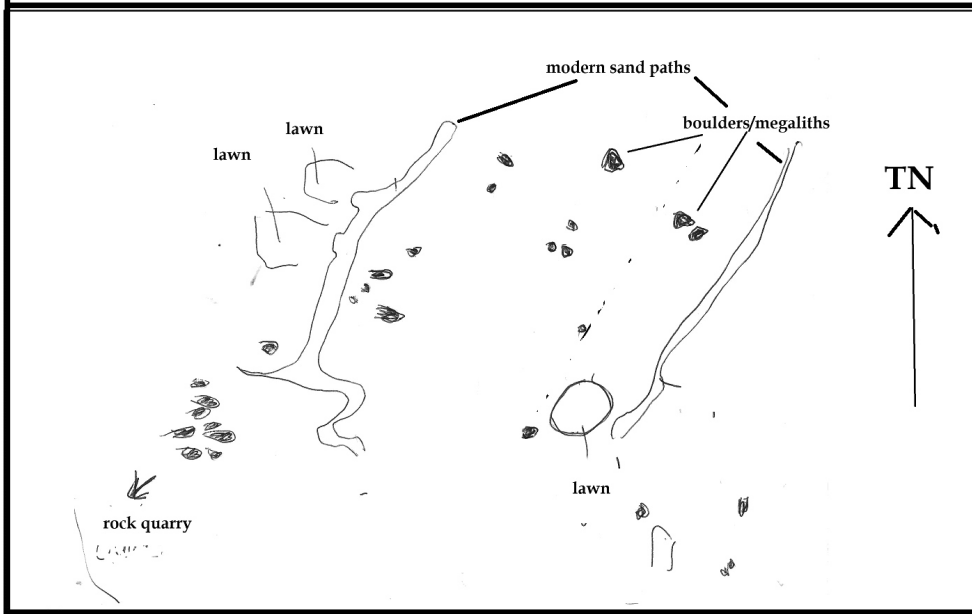 modern sand paths
boulders/megaliths
lawn
lawn
TN
lawn
rock quarry